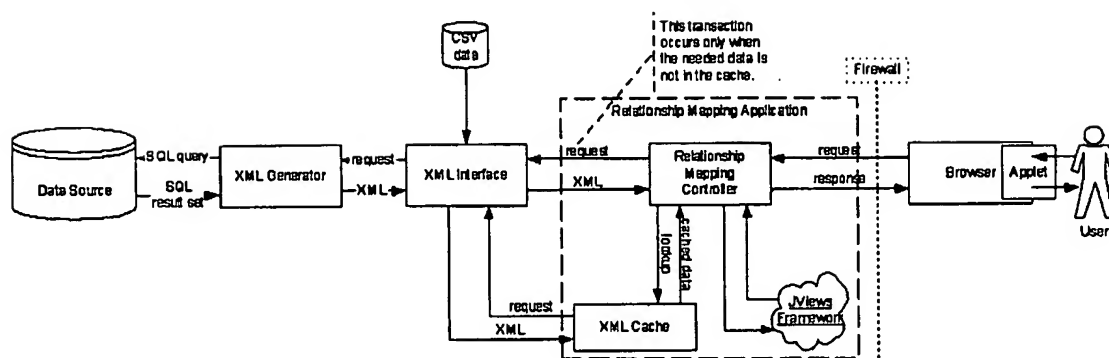 CSV
data
This transaction
occurs only when
the needed data is
not in the cache.
Firewall
Relationship Mapping Application
Data Source
SQL query
SQL
result set
XML Generator
request
XML
XML Interface
request
XML
Relationship
Mapping
Controller
request
response
Browser
Applet
User
lookup
cached data
request
XML
XML Cache
JViews
Framework